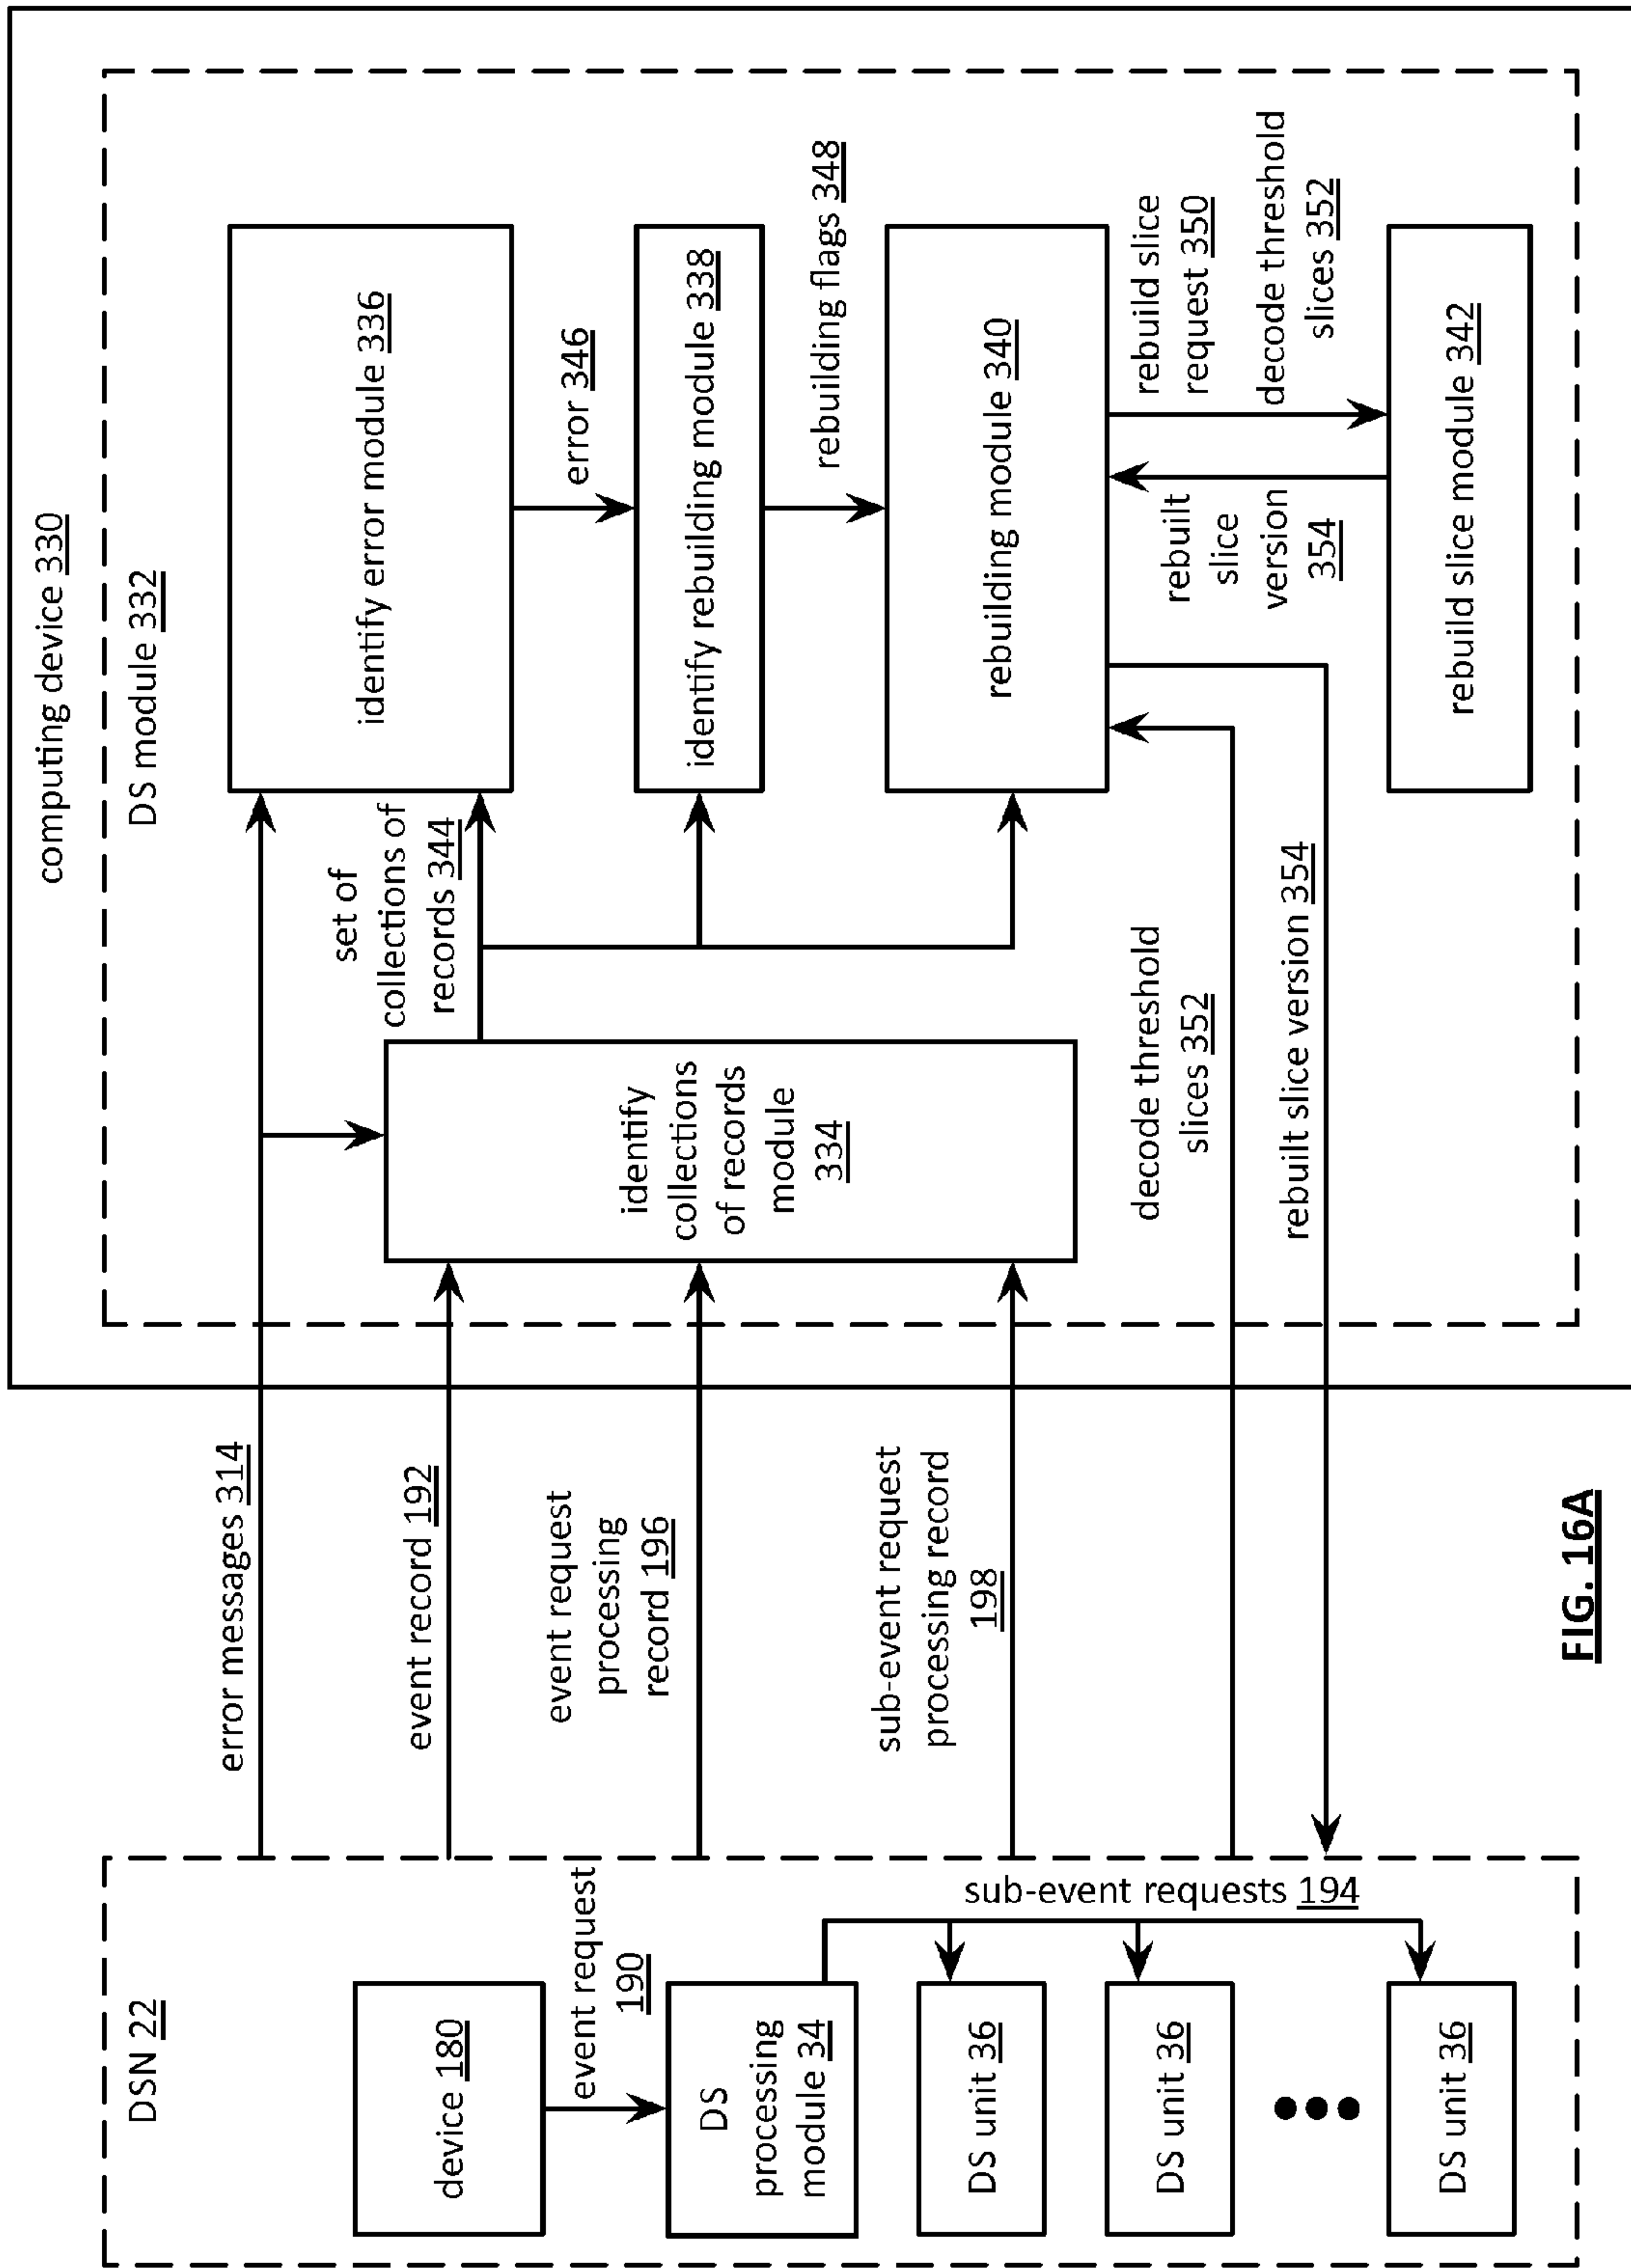 computing device 330
DS module 332
DSN 22
device 180
event request
190
DS
processing
module 34
sub-event requests 194
DS unit 36
DS unit 36
DS unit 36
error messages 314
event record 192
event request
processing
record 196
sub-event request
processing record
198
identify
collections
of records
module
334
set of
collections of
records 344
identify error module 336
error 346
identify rebuilding module 338
rebuilding flags 348
rebuilding module 340
rebuild slice
request 350
decode threshold
slices 352
rebuilt
slice
version
354
rebuild slice module 342
decode threshold
slices 352
rebuilt slice version 354
FIG. 16A